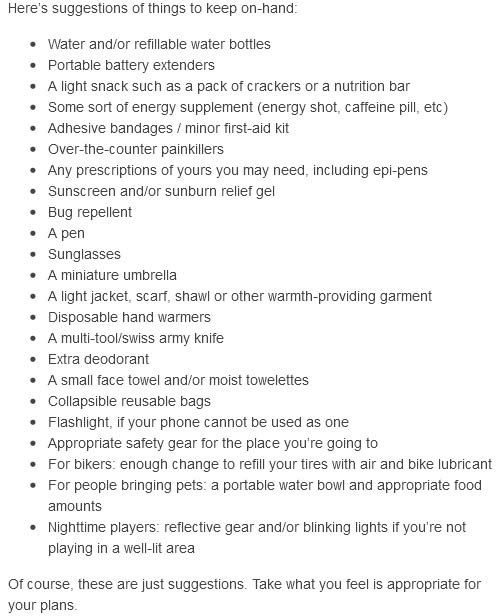 Here's suggestions of things to keep on-hand:
• Water and/or refillable water bottles
• Portable battery extenders
• A light snack such as a pack of crackers or a nutrition bar
• Some sort of energy supplement (energy shot, caffeine pill, etc)
• Adhesive bandages / minor first-aid kit
• Over-the-counter painkillers
• Any prescriptions of yours you may need, including epi-pens
• Sunscreen and/or sunburn relief gel
• Bug repellent
• A pen
• Sunglasses
• A miniature umbrella
• A light jacket, scarf, shawl or other warmth-providing garment
• Disposable hand warmers
• A multi-tool/swiss army knife
• Extra deodorant
• A small face towel and/or moist towelettes
• Collapsible reusable bags
• Flashlight, if your phone cannot be used as one
• Appropriate safety gear for the place you're going to
• For bikers: enough change to refill your tires with air and bike lubricant
• For people bringing pets: a portable water bowl and appropriate food
amounts
• Nighttime players: reflective gear and/or blinking lights if you're not
playing in a well-lit area
Of course, these are just suggestions. Take what you feel is appropriate for
your plans.